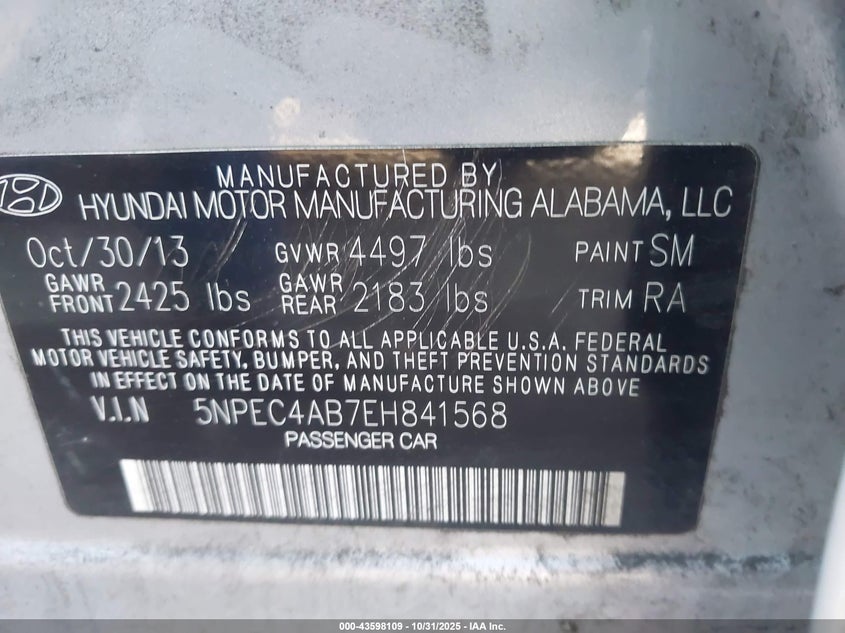 MANUFACTURED BY
HYUNDAI MOTOR MANUFACTURING ALABAMA, LLC
Oct/30/13 GVWR 4497 lbs PAINT SM
GAWR FRONT 2425 lbs GAWR REAR 2183 lbs TRIM RA
THIS VEHICLE CONFORMS TO ALL APPLICABLE U.S.A. FEDERAL
MOTOR VEHICLE SAFETY, BUMPER, AND THEFT PREVENTION STANDARDS
IN EFFECT ON THE DATE OF MANUFACTURE SHOWN ABOVE
V.I.N 5NPEC4AB7EH841568
PASSENGER CAR
000-43598109 - 10/31/2025 - IAA Inc.